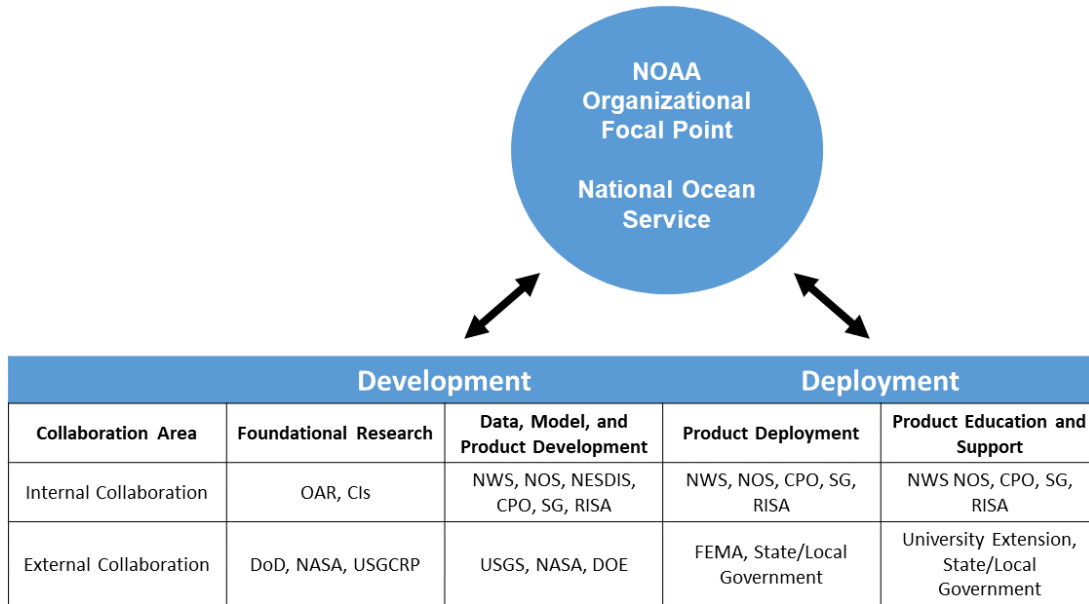 NOAA
Organizational
Focal Point
National Ocean
Service
Development
Deployment
Collaboration Area
Foundational Research
Data, Model, and
Product Development
Product Deployment
Product Education and
Support
Internal Collaboration
OAR, CIs
NWS, NOS, NESDIS,
CPO, SG, RISA
NWS, NOS, CPO, SG,
RISA
NWS NOS, CPO, SG,
RISA
External Collaboration
DoD, NASA, USGCRP
USGS, NASA, DOE
FEMA, State/Local
Government
University Extension,
State/Local
Government